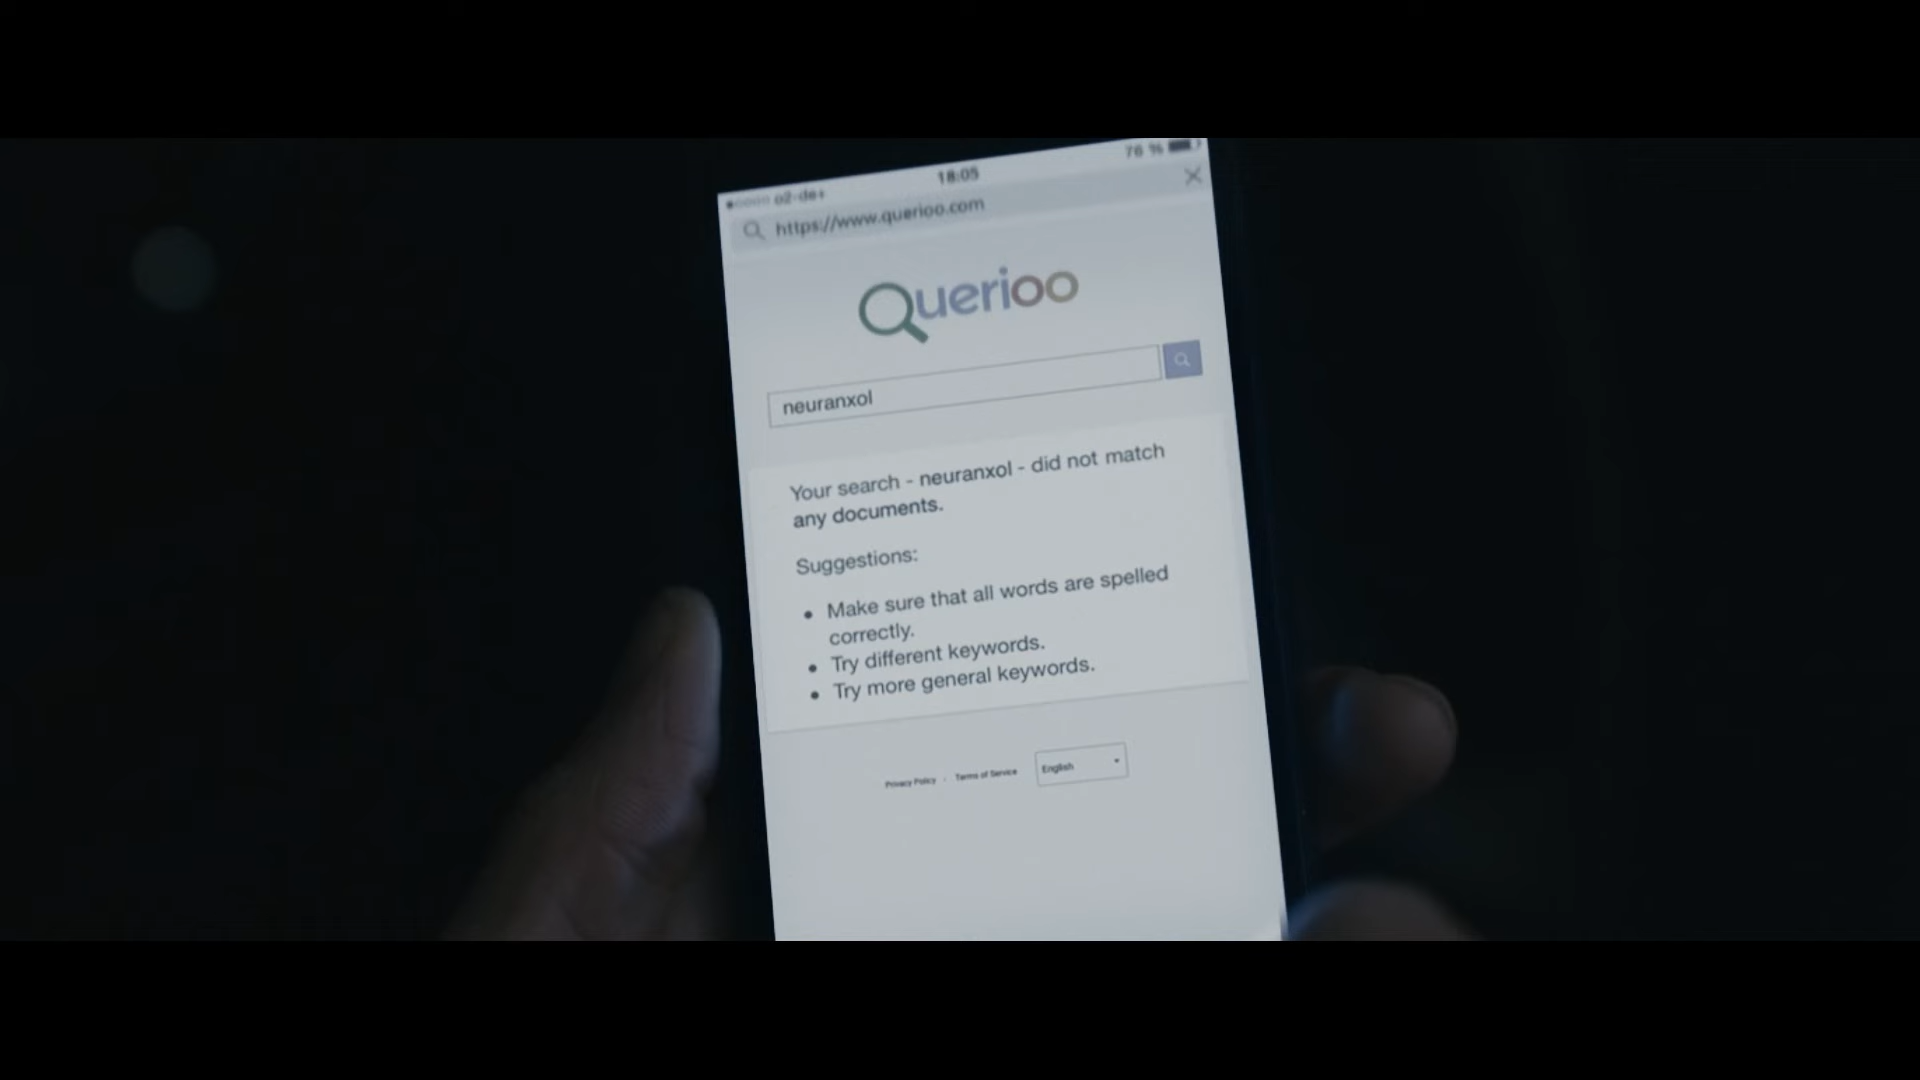 o2-de+ 18:05 76 %
https://www.querioo.com
Querioo
neuranxol
Your search - neuranxol - did not match
any documents.
Suggestions:
• Make sure that all words are spelled
correctly.
• Try different keywords.
• Try more general keywords.
Privacy Policy · Terms of Service English